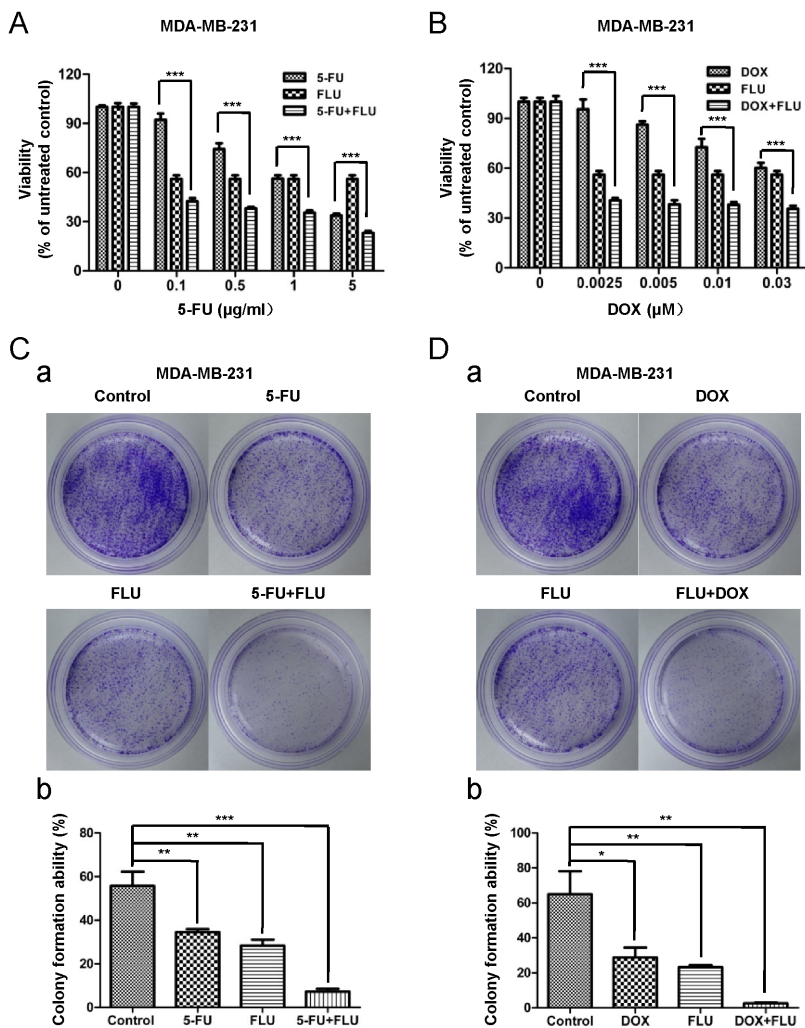 A
MDA-MB-231
Viability
(% of untreated control)
120
90
60
30
0
5-FU
FLU
5-FU+FLU
***
***
***
***
0 0.1 0.5 1 5
5-FU (μg/ml）
B
MDA-MB-231
Viability
(% of untreated control)
120
90
60
30
0
DOX
FLU
DOX+FLU
***
***
***
***
0 0.0025 0.005 0.01 0.03
DOX (μM）
C
a
MDA-MB-231
Control 5-FU
FLU 5-FU+FLU
b
Colony formation ability (%)
80
60
40
20
0
***
**
**
Control 5-FU FLU 5-FU+FLU
D
a
MDA-MB-231
Control DOX
FLU FLU+DOX
b
Colony formation ability (%)
100
80
60
40
20
0
**
**
*
Control DOX FLU DOX+FLU